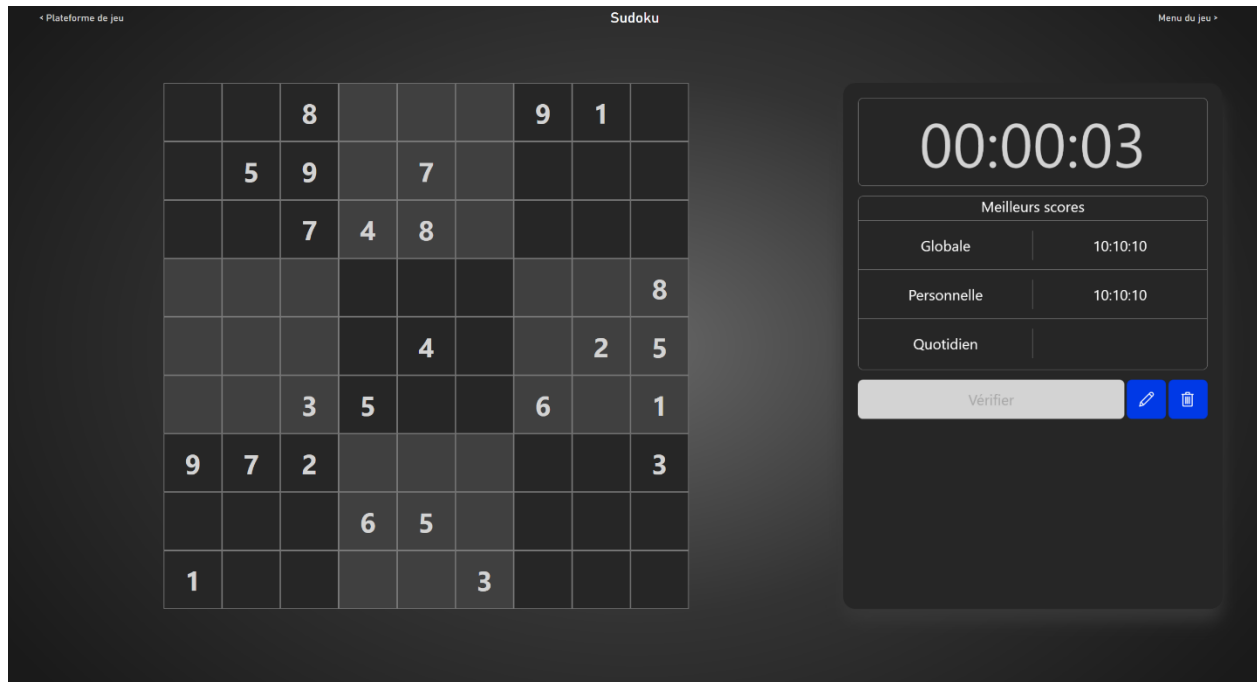 < Plateforme de jeu Sudoku Menu du jeu >
8 9 1
5 9 7
7 4 8
8
4 2 5
3 5 6 1
9 7 2 3
6 5
1 3
00:00:03
Meilleurs scores
Globale 10:10:10
Personnelle 10:10:10
Quotidien
Vérifier